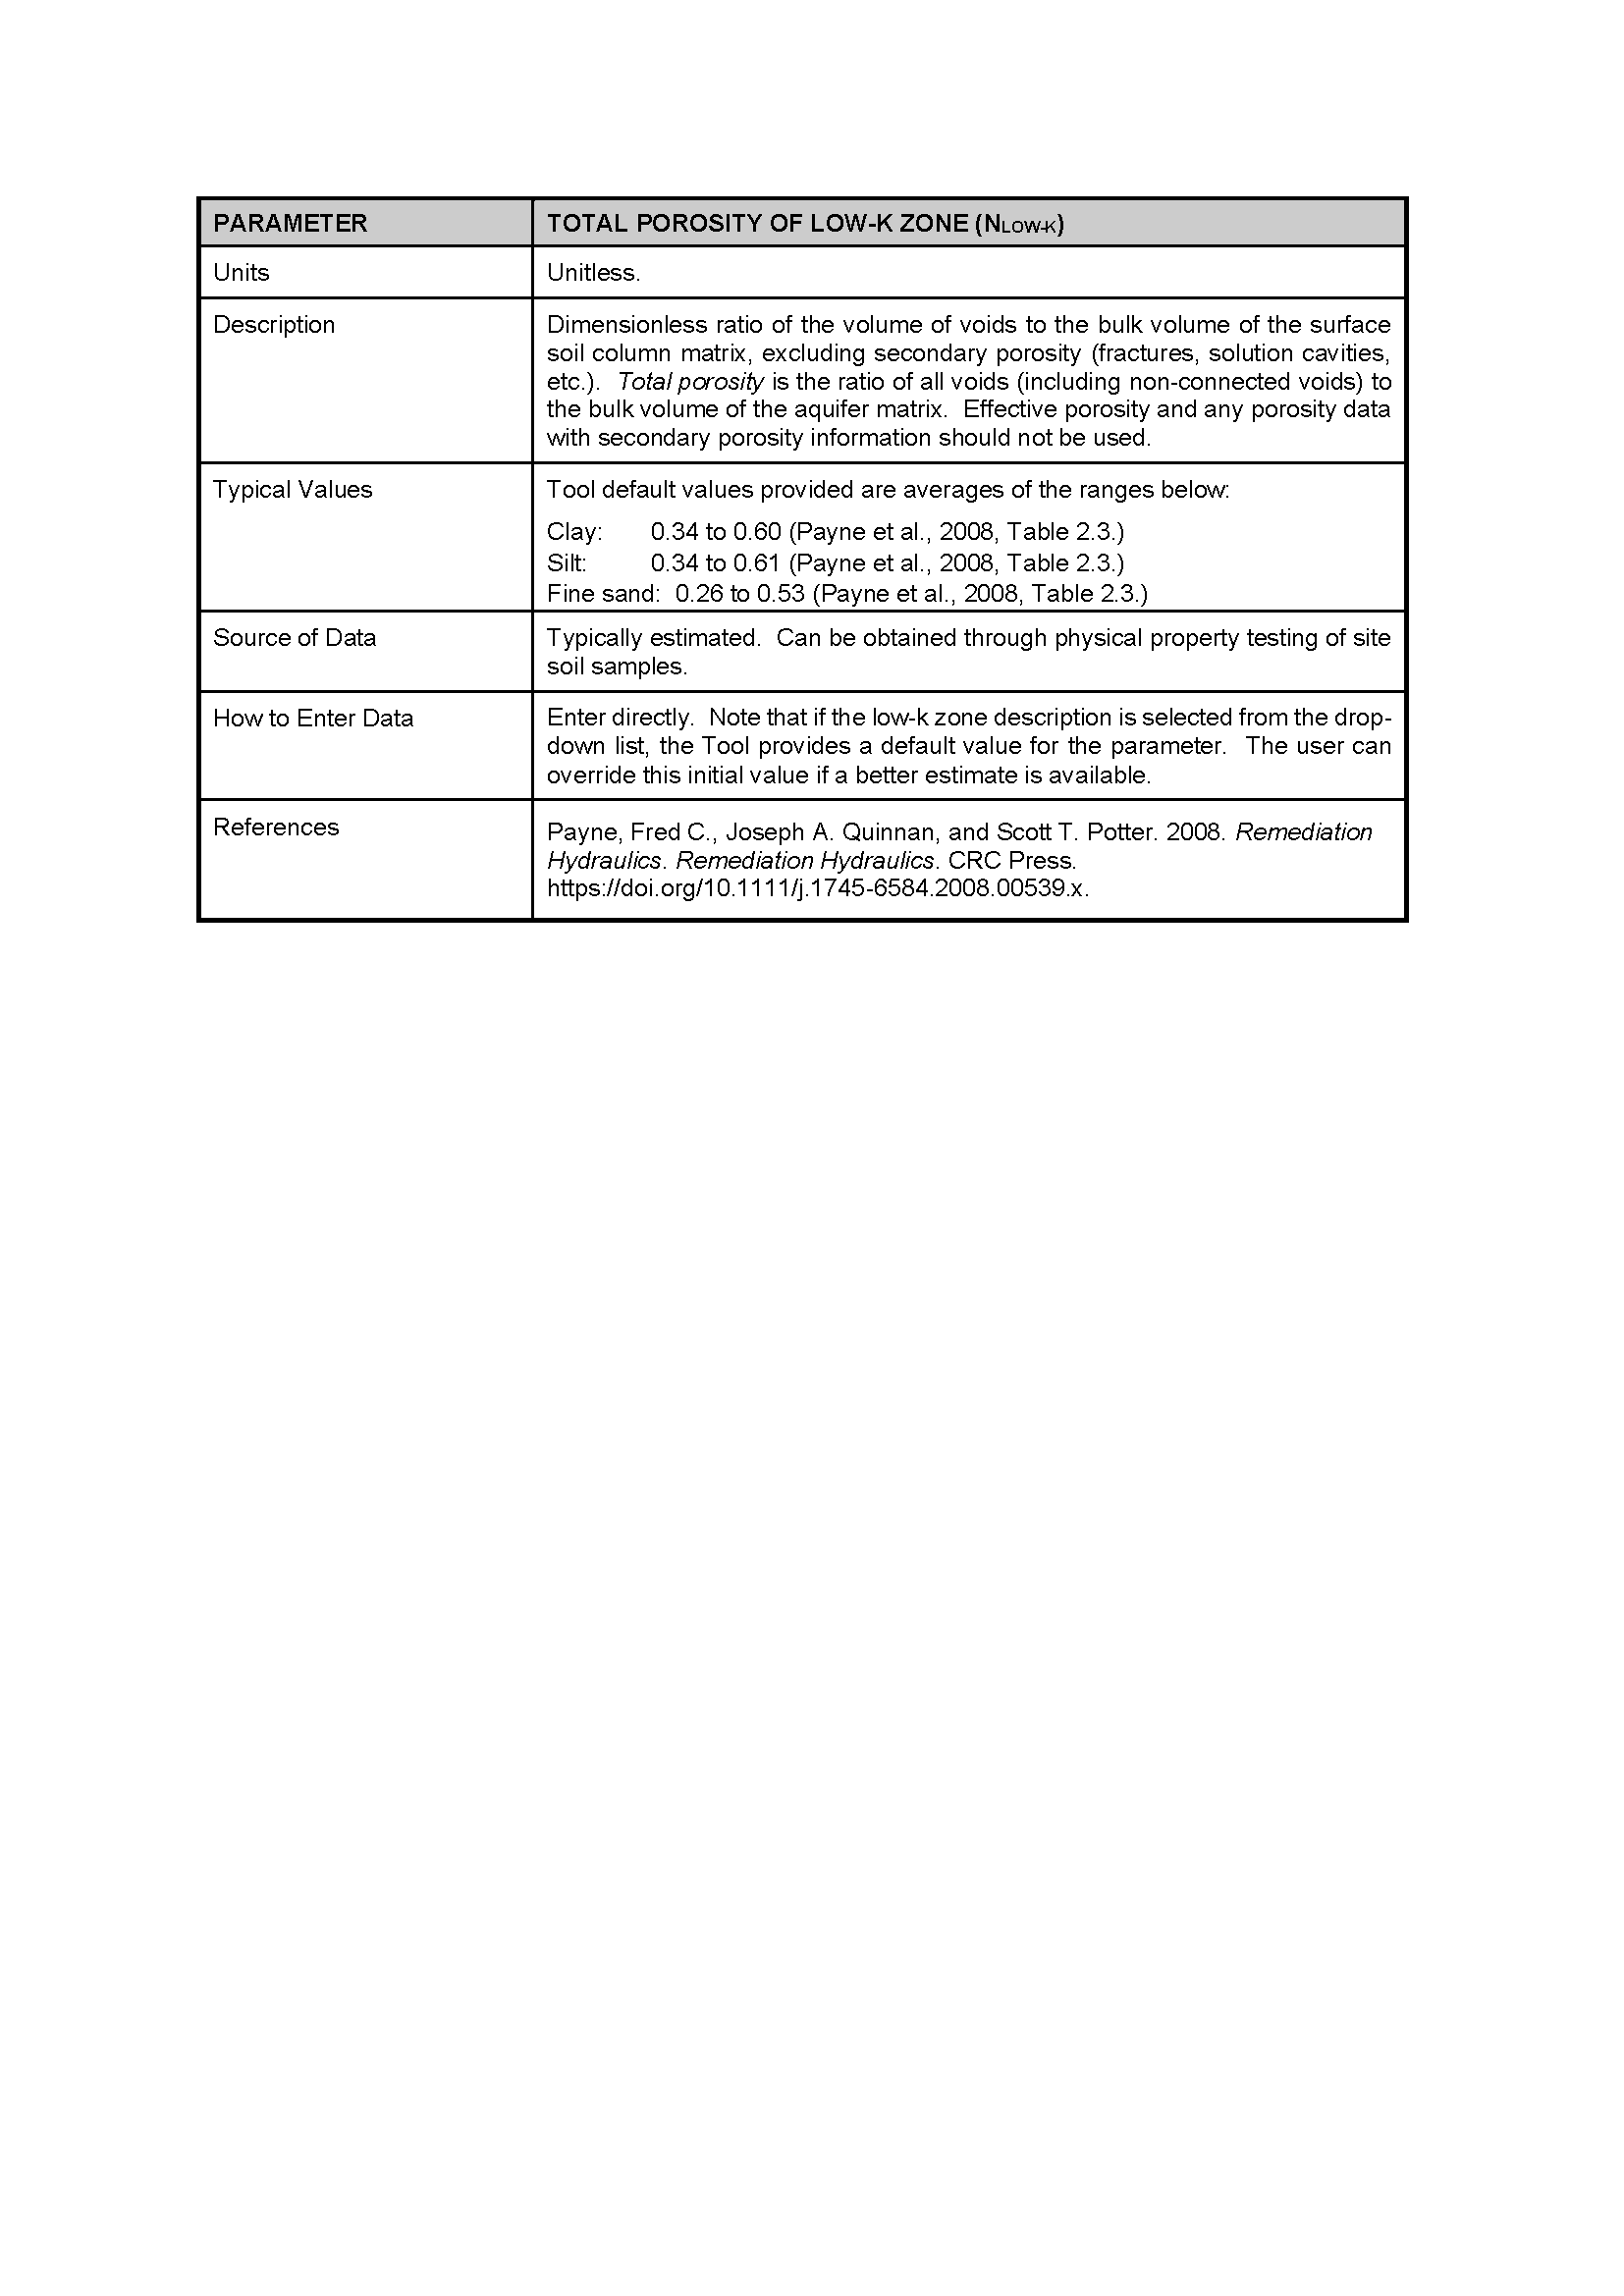 PARAMETER
TOTAL POROSITY OF LOW-K ZONE (NLOW-K)
Units
Unitless.
Description
Dimensionless ratio of the volume of voids to the bulk volume of the surface
soil column matrix, excluding secondary porosity (fractures, solution cavities,
etc.). Total porosity is the ratio of all voids (including non-connected voids) to
the bulk volume of the aquifer matrix. Effective porosity and any porosity data
with secondary porosity information should not be used.
Typical Values
Tool default values provided are averages of the ranges below:
Clay: 0.34 to 0.60 (Payne et al., 2008, Table 2.3.)
Silt: 0.34 to 0.61 (Payne et al., 2008, Table 2.3.)
Fine sand: 0.26 to 0.53 (Payne et al., 2008, Table 2.3.)
Source of Data
Typically estimated. Can be obtained through physical property testing of site
soil samples.
How to Enter Data
Enter directly. Note that if the low-k zone description is selected from the drop-
down list, the Tool provides a default value for the parameter. The user can
override this initial value if a better estimate is available.
References
Payne, Fred C., Joseph A. Quinnan, and Scott T. Potter. 2008. Remediation
Hydraulics. Remediation Hydraulics. CRC Press.
https://doi.org/10.1111/j.1745-6584.2008.00539.x.